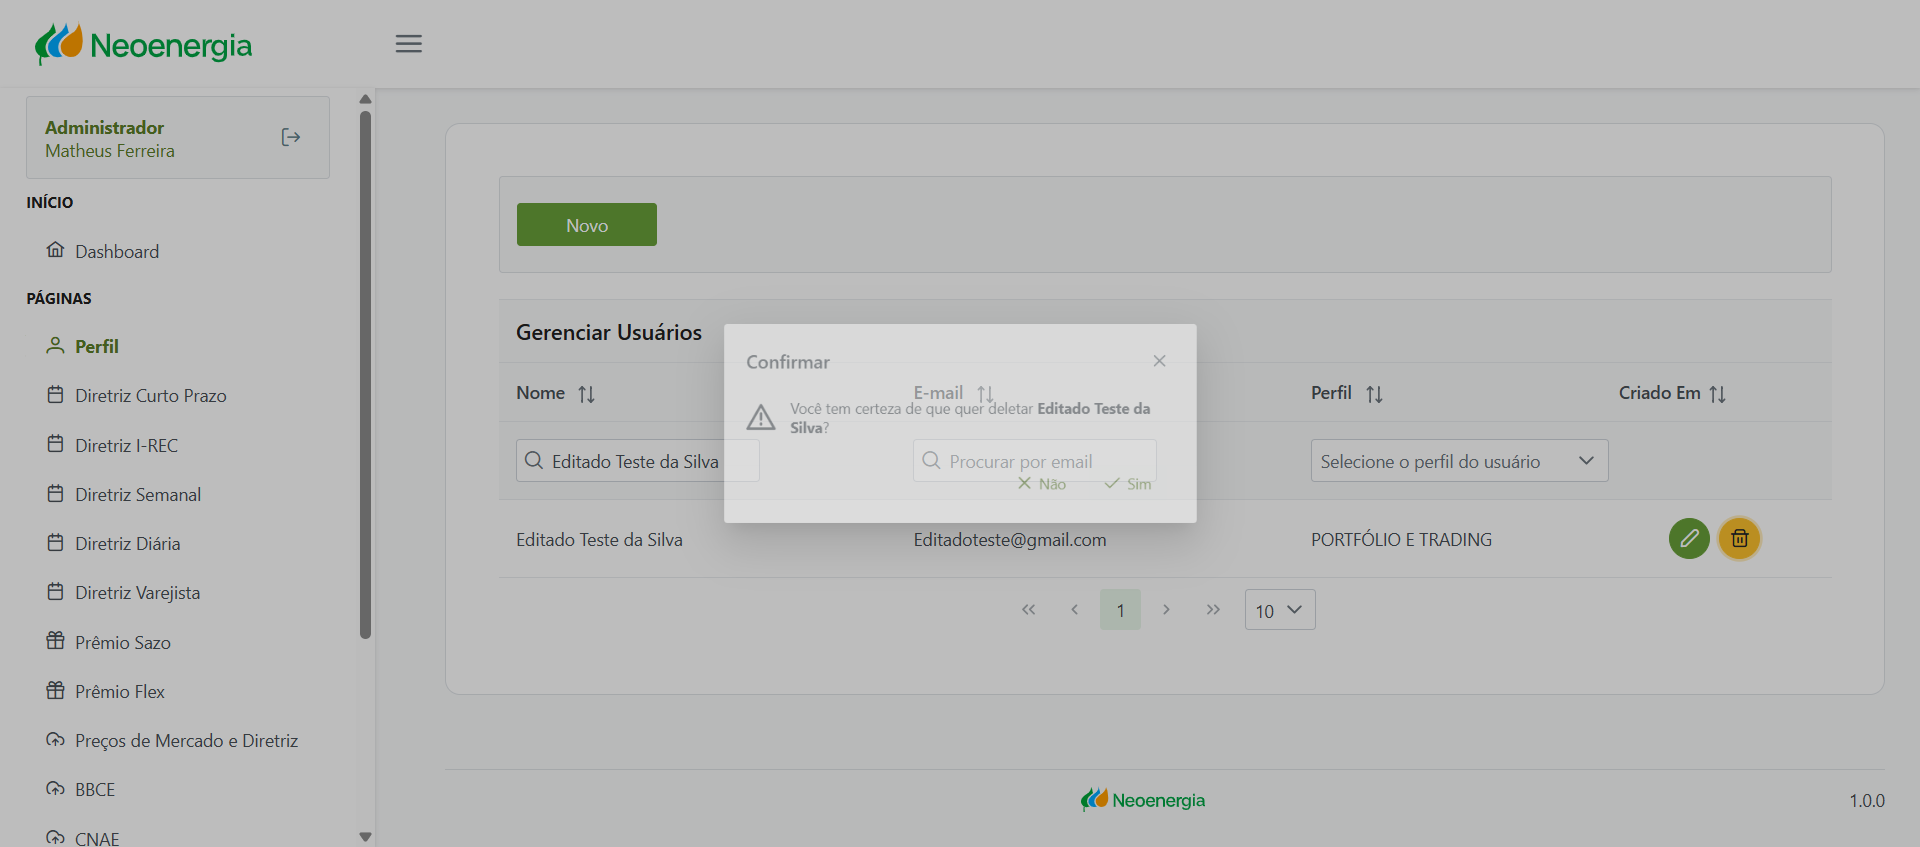 Neoenergia
Administrador
Matheus Ferreira
INÍCIO
Dashboard
PÁGINAS
Perfil
Diretriz Curto Prazo
Diretriz I-REC
Diretriz Semanal
Diretriz Diária
Diretriz Varejista
Prêmio Sazo
Prêmio Flex
Preços de Mercado e Diretriz
BBCE
CNAE
Novo
Gerenciar Usuários
Nome
E-mail
Perfil
Criado Em
Editado Teste da Silva
Procurar por email
Selecione o perfil do usuário
Confirmar
Você tem certeza de que quer deletar Editado Teste da
Silva?
Não
Sim
Editado Teste da Silva
Editadoteste@gmail.com
PORTFÓLIO E TRADING
1
10
Neoenergia
1.0.0